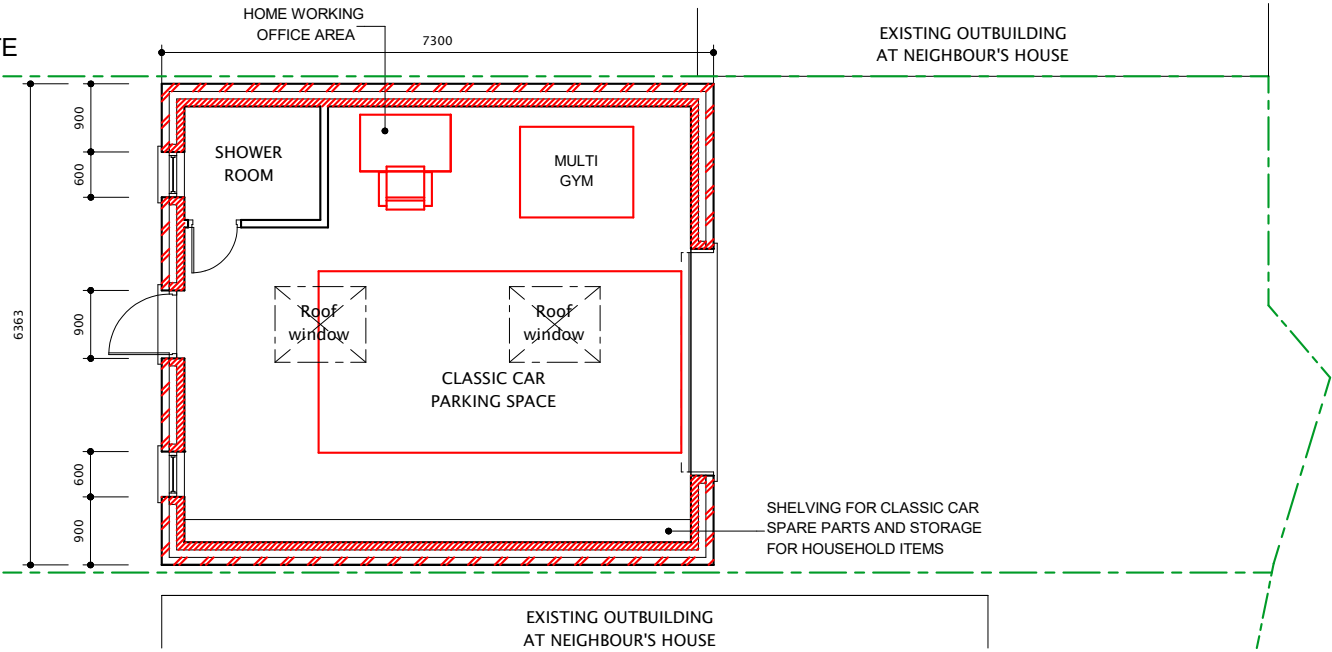 HOME WORKING
OFFICE AREA
7300
EXISTING OUTBUILDING
AT NEIGHBOUR'S HOUSE
900
600
SHOWER
ROOM
MULTI
GYM
6363
900
Roof
window
Roof
window
CLASSIC CAR
PARKING SPACE
600
900
SHELVING FOR CLASSIC CAR
SPARE PARTS AND STORAGE
FOR HOUSEHOLD ITEMS
EXISTING OUTBUILDING
AT NEIGHBOUR'S HOUSE